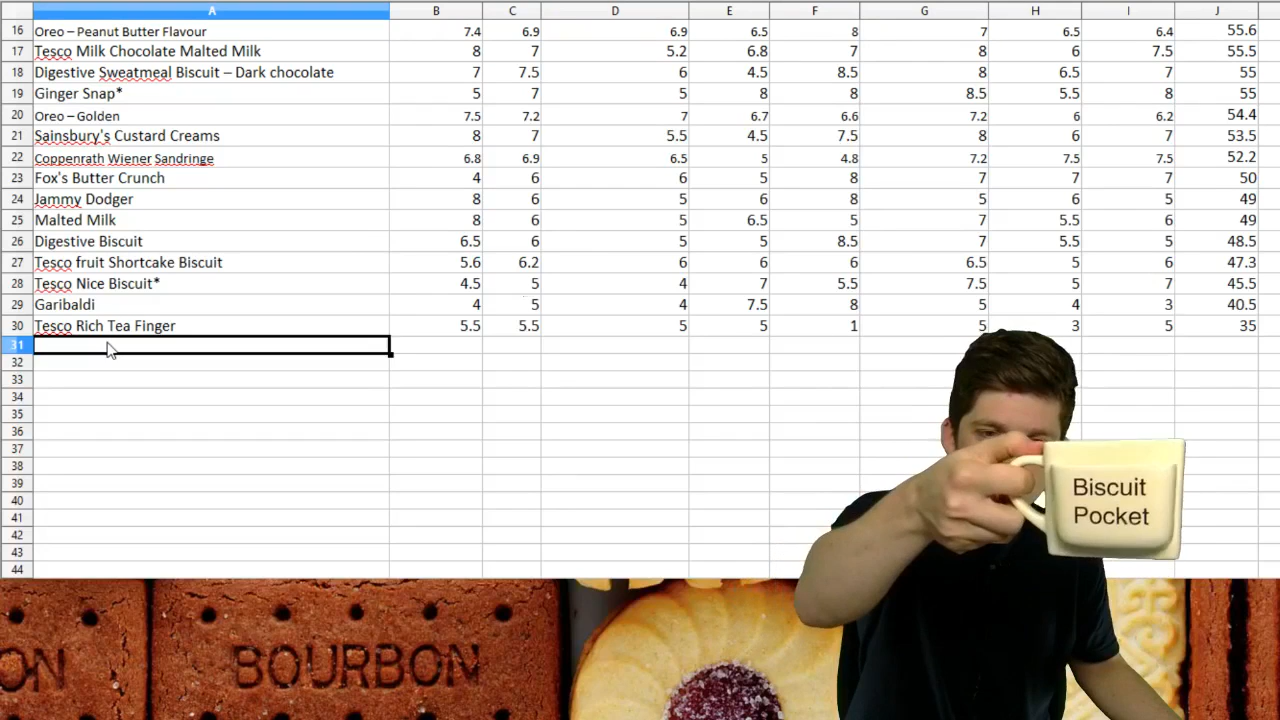 A B C D E F G H I J
16 Oreo – Peanut Butter Flavour 7.4 6.9 6.9 6.5 8 7 6.5 6.4 55.6
17 Tesco Milk Chocolate Malted Milk 8 7 5.2 6.8 7 8 6 7.5 55.5
18 Digestive Sweatmeal Biscuit – Dark chocolate 7 7.5 6 4.5 8.5 8 6.5 7 55
19 Ginger Snap* 5 7 5 8 8 8.5 5.5 8 55
20 Oreo – Golden 7.5 7.2 7 6.7 6.6 7.2 6 6.2 54.4
21 Sainsbury's Custard Creams 8 7 5.5 4.5 7.5 8 6 7 53.5
22 Coppenrath Wiener Sandringe 6.8 6.9 6.5 5 4.8 7.2 7.5 7.5 52.2
23 Fox's Butter Crunch 4 6 6 5 8 7 7 7 50
24 Jammy Dodger 8 6 5 6 8 5 6 5 49
25 Malted Milk 8 6 5 6.5 5 7 5.5 6 49
26 Digestive Biscuit 6.5 6 5 5 8.5 7 5.5 5 48.5
27 Tesco fruit Shortcake Biscuit 5.6 6.2 6 6 6 6.5 5 6 47.3
28 Tesco Nice Biscuit* 4.5 5 4 7 5.5 7.5 5 7 45.5
29 Garibaldi 4 5 4 7.5 8 5 4 3 40.5
30 Tesco Rich Tea Finger 5.5 5.5 5 5 1 5 3 5 35
31
32
33
34
35
36
37
38
39
40
41
42
43
44
Biscuit
Pocket
ON BOURBON